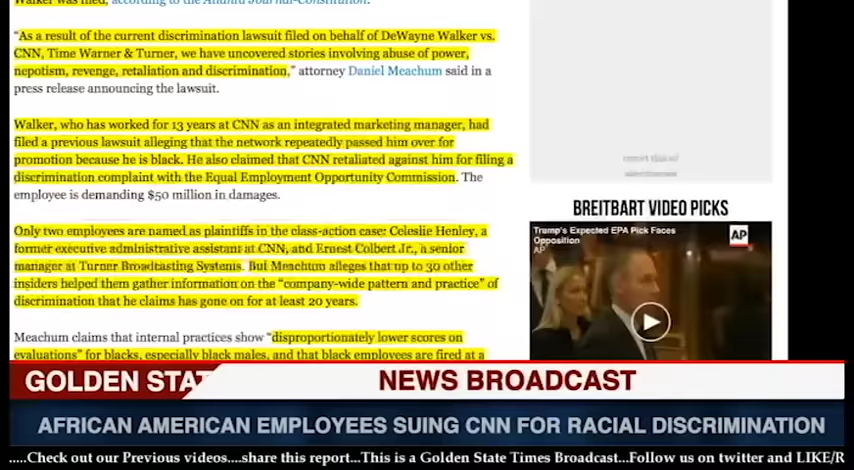 Walker was filed, according to the Atlanta Journal-Constitution.
"As a result of the current discrimination lawsuit filed on behalf of DeWayne Walker vs.
CNN, Time Warner & Turner, we have uncovered stories involving abuse of power,
nepotism, revenge, retaliation and discrimination," attorney Daniel Meachum said in a
press release announcing the lawsuit.
Walker, who has worked for 13 years at CNN as an integrated marketing manager, had
filed a previous lawsuit alleging that the network repeatedly passed him over for
promotion because he is black. He also claimed that CNN retaliated against him for filing a
discrimination complaint with the Equal Employment Opportunity Commission. The
employee is demanding $50 million in damages.
Only two employees are named as plaintiffs in the class-action case: Celeslie Henley, a
former executive administrative assistant at CNN, and Ernest Colbert Jr., a senior
manager at Turner Broadcasting Systems. But Meachum alleges that up to 30 other
insiders helped them gather information on the "company-wide pattern and practice" of
discrimination that he claims has gone on for at least 20 years.
Meachum claims that internal practices show "disproportionately lower scores on
evaluations" for blacks, especially black males, and that black employees are fired at a
report this ad
advertisement
BREITBART VIDEO PICKS
Trump's Expected EPA Pick Faces
Opposition
AP
AP
GOLDEN STAT
NEWS BROADCAST
AFRICAN AMERICAN EMPLOYEES SUING CNN FOR RACIAL DISCRIMINATION
.....Check out our Previous videos....share this report...This is a Golden State Times Broadcast...Follow us on twitter and LIKE/R